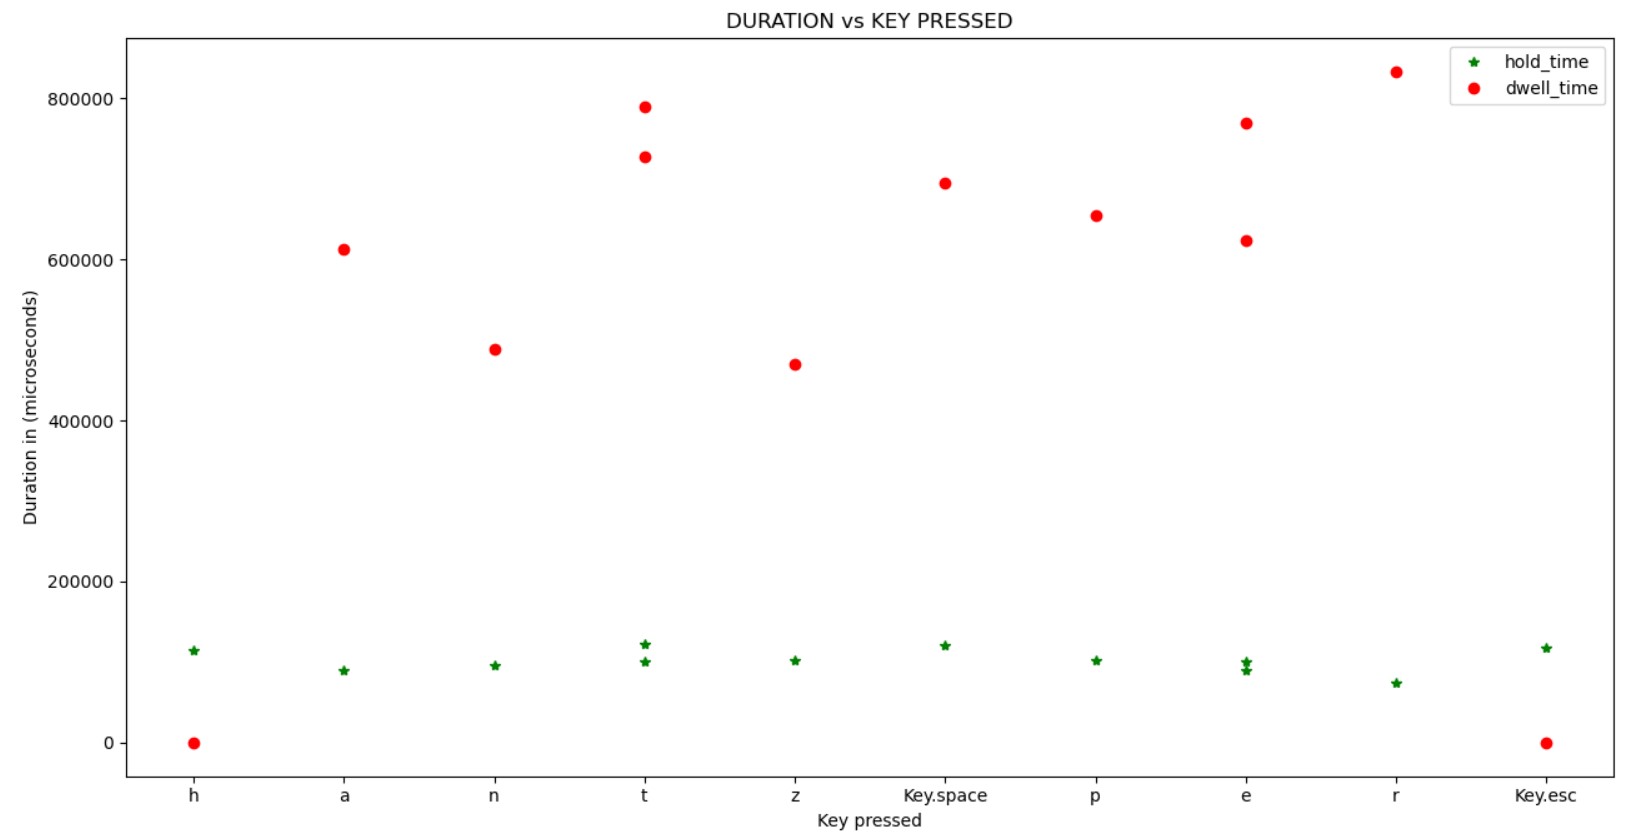 DURATION vs KEY PRESSED
hold_time
dwell_time
800000
600000
400000
200000
0
Duration in (microseconds)
h a n t z Key.space p e r Key.esc
Key pressed